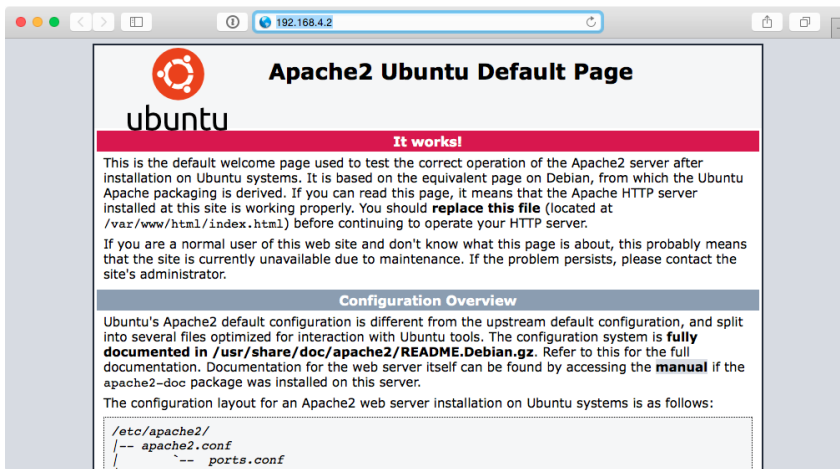 192.168.4.2
Apache2 Ubuntu Default Page
ubuntu
It works!
This is the default welcome page used to test the correct operation of the Apache2 server after
installation on Ubuntu systems. It is based on the equivalent page on Debian, from which the Ubuntu
Apache packaging is derived. If you can read this page, it means that the Apache HTTP server
installed at this site is working properly. You should replace this file (located at
/var/www/html/index.html) before continuing to operate your HTTP server.
If you are a normal user of this web site and don't know what this page is about, this probably means
that the site is currently unavailable due to maintenance. If the problem persists, please contact the
site's administrator.
Configuration Overview
Ubuntu's Apache2 default configuration is different from the upstream default configuration, and split
into several files optimized for interaction with Ubuntu tools. The configuration system is fully
documented in /usr/share/doc/apache2/README.Debian.gz. Refer to this for the full
documentation. Documentation for the web server itself can be found by accessing the manual if the
apache2-doc package was installed on this server.
The configuration layout for an Apache2 web server installation on Ubuntu systems is as follows:
/etc/apache2/
|-- apache2.conf
|       `--  ports.conf